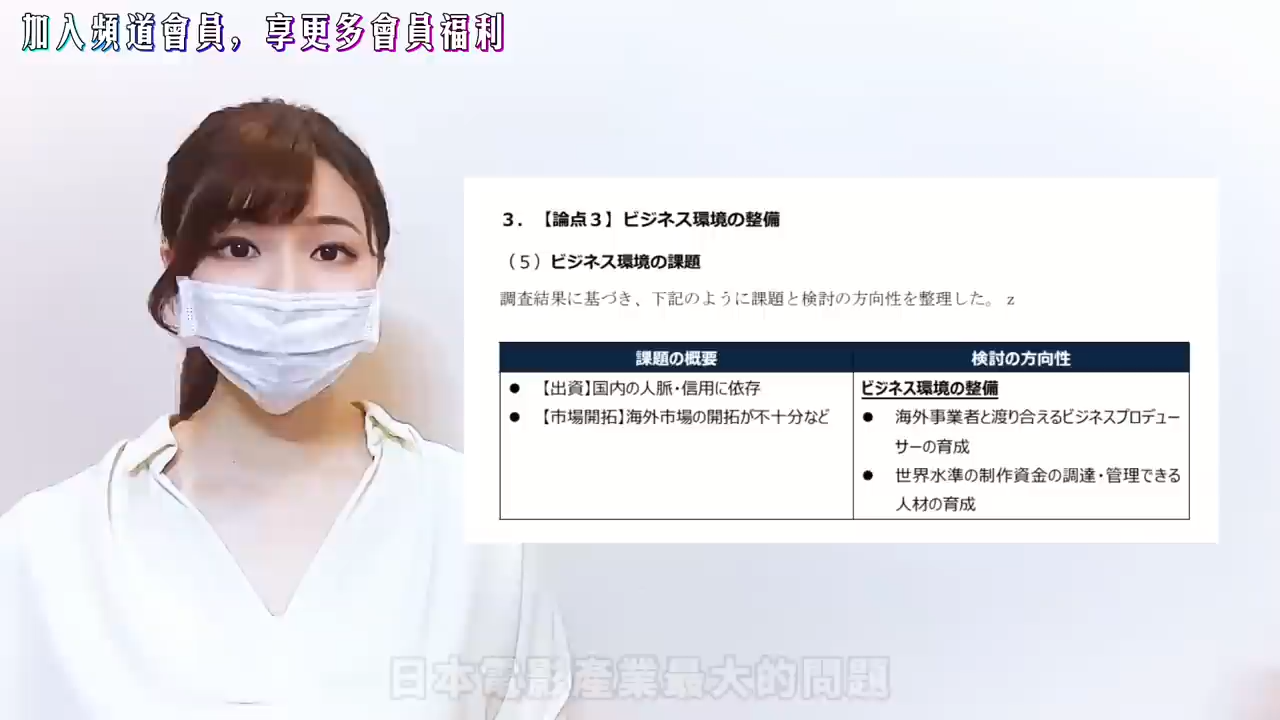 加入頻道會員，享更多會員福利
3．【論点３】ビジネス環境の整備
（５）ビジネス環境の課題
調査結果に基づき、下記のように課題と検討の方向性を整理した。 z
課題の概要
検討の方向性
● 【出資】国内の人脈・信用に依存
● 【市場開拓】海外市場の開拓が不十分など
ビジネス環境の整備
● 海外事業者と渡り合えるビジネスプロデュー
サーの育成
● 世界水準の制作資金の調達・管理できる
人材の育成
日本電影產業最大的問題